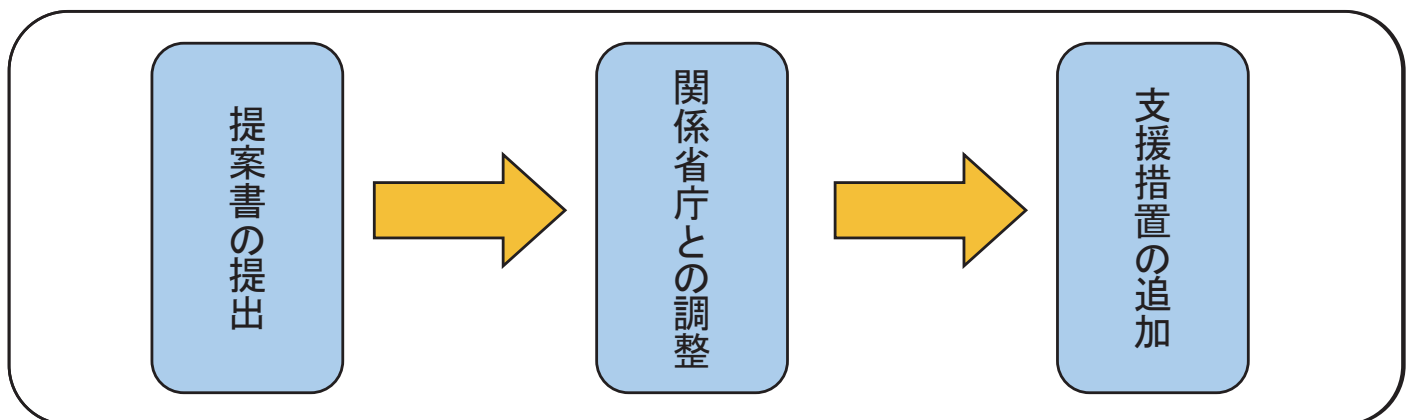 提案書の提出
関係省庁との調整
支援措置の追加